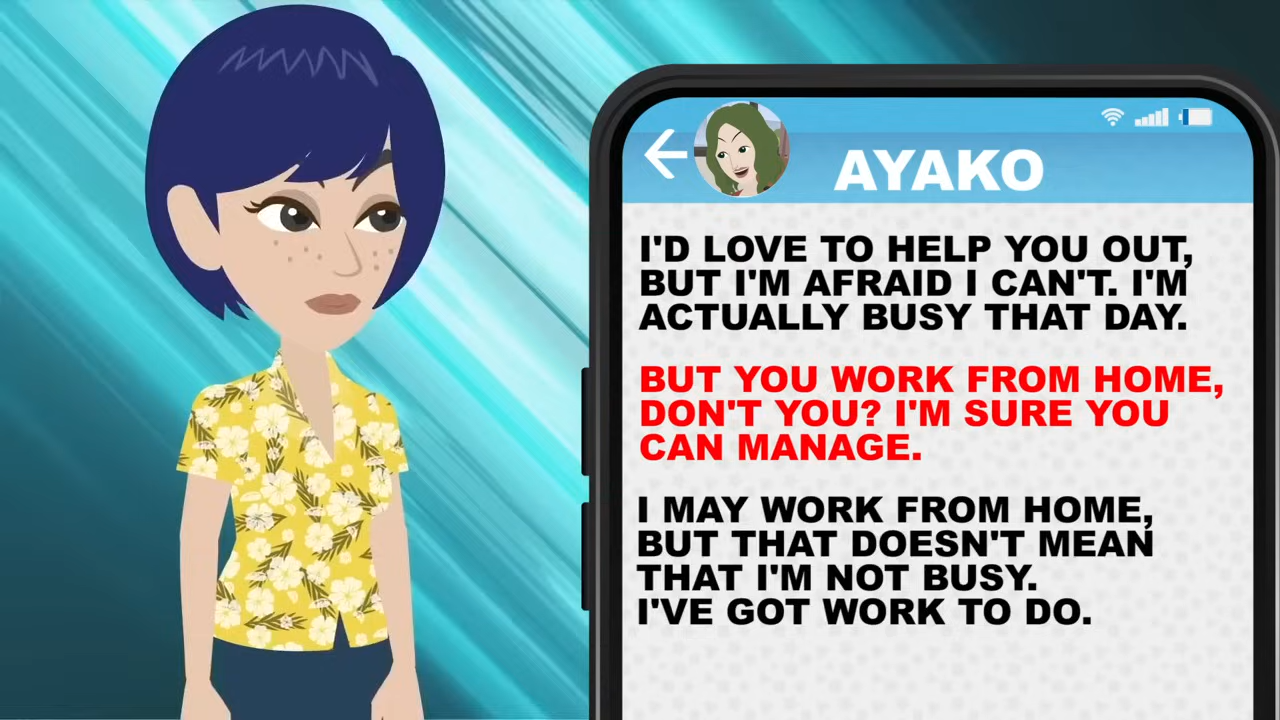 AYAKO
I'D LOVE TO HELP YOU OUT,
BUT I'M AFRAID I CAN'T. I'M
ACTUALLY BUSY THAT DAY.
BUT YOU WORK FROM HOME,
DON'T YOU? I'M SURE YOU
CAN MANAGE.
I MAY WORK FROM HOME,
BUT THAT DOESN'T MEAN
THAT I'M NOT BUSY.
I'VE GOT WORK TO DO.